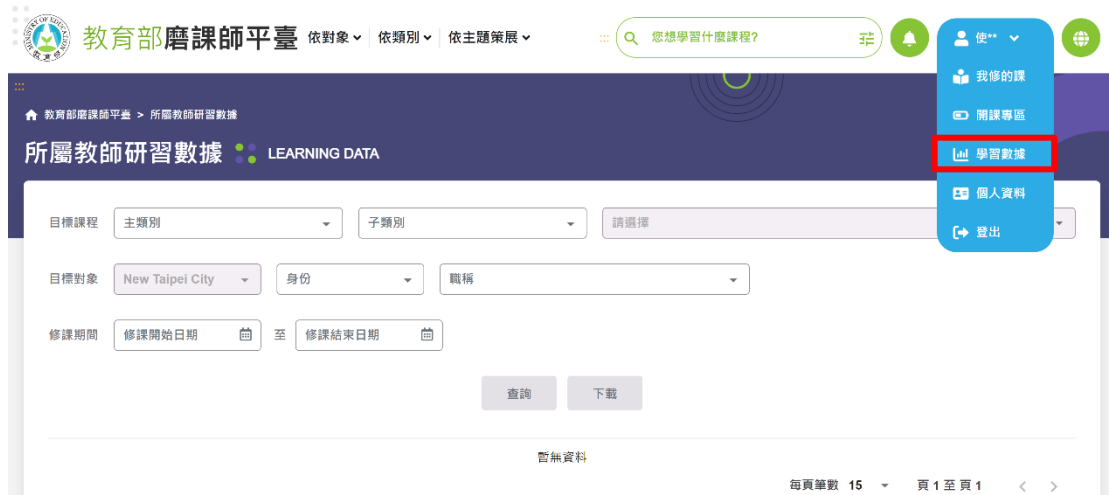 教育部磨課師平臺 依對象 依類別 依主題策展 ::: 您想學習什麼課程? 使**
我修的課
開課專區
學習數據
個人資料
登出
:::
教育部磨課師平臺 > 所屬教師研習數據
所屬教師研習數據 LEARNING DATA
目標課程 主類別 子類別 請選擇
目標對象 New Taipei City 身份 職稱
修課期間 修課開始日期 至 修課結束日期
查詢 下載
暫無資料
每頁筆數 15 頁1至頁1 < >